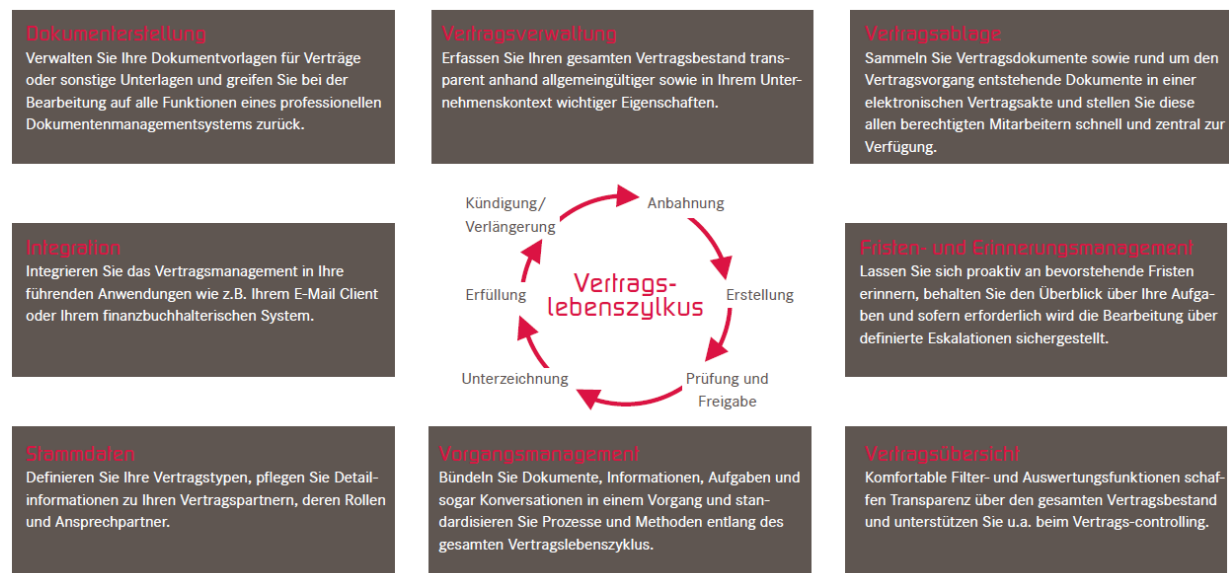 Dokumenterstellung
Verwalten Sie Ihre Dokumentvorlagen für Verträge
oder sonstige Unterlagen und greifen Sie bei der
Bearbeitung auf alle Funktionen eines professionellen
Dokumentenmanagementsystems zurück.
Vertragsverwaltung
Erfassen Sie Ihren gesamten Vertragsbestand trans-
parent anhand allgemeingültiger sowie in Ihrem Unter-
nehmenskontext wichtiger Eigenschaften.
Vertragsablage
Sammeln Sie Vertragsdokumente sowie rund um den
Vertragsvorgang entstehende Dokumente in einer
elektronischen Vertragsakte und stellen Sie diese
allen berechtigten Mitarbeitern schnell und zentral zur
Verfügung.
Integration
Integrieren Sie das Vertragsmanagement in Ihre
führenden Anwendungen wie z.B. Ihrem E-Mail Client
oder Ihrem finanzbuchhalterischen System.
Vertrags-
lebenszylkus
Anbahnung
Erstellung
Prüfung und
Freigabe
Unterzeichnung
Erfüllung
Kündigung/
Verlängerung
Fristen- und Erinnerungsmanagement
Lassen Sie sich proaktiv an bevorstehende Fristen
erinnern, behalten Sie den Überblick über Ihre Aufga-
ben und sofern erforderlich wird die Bearbeitung über
definierte Eskalationen sichergestellt.
Stammdaten
Definieren Sie Ihre Vertragstypen, pflegen Sie Detail-
informationen zu Ihren Vertragspartnern, deren Rollen
und Ansprechpartner.
Vorgangsmanagement
Bündeln Sie Dokumente, Informationen, Aufgaben und
sogar Konversationen in einem Vorgang und stan-
dardisieren Sie Prozesse und Methoden entlang des
gesamten Vertragslebenszyklus.
Vertragsübersicht
Komfortable Filter- und Auswertungsfunktionen schaf-
fen Transparenz über den gesamten Vertragsbestand
und unterstützen Sie u.a. beim Vertrags-controlling.